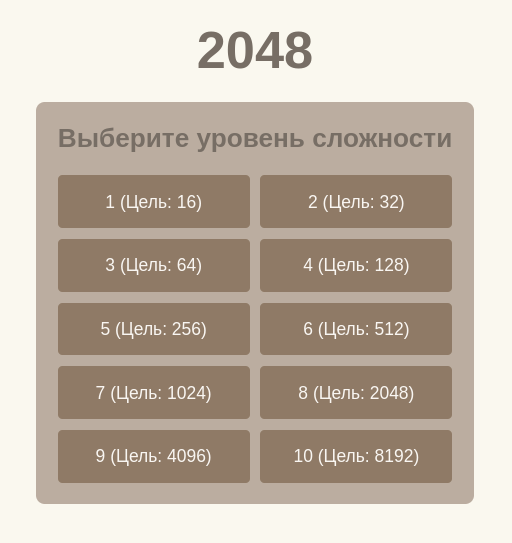 2048
Выберите уровень сложности
1 (Цель: 16)
2 (Цель: 32)
3 (Цель: 64)
4 (Цель: 128)
5 (Цель: 256)
6 (Цель: 512)
7 (Цель: 1024)
8 (Цель: 2048)
9 (Цель: 4096)
10 (Цель: 8192)